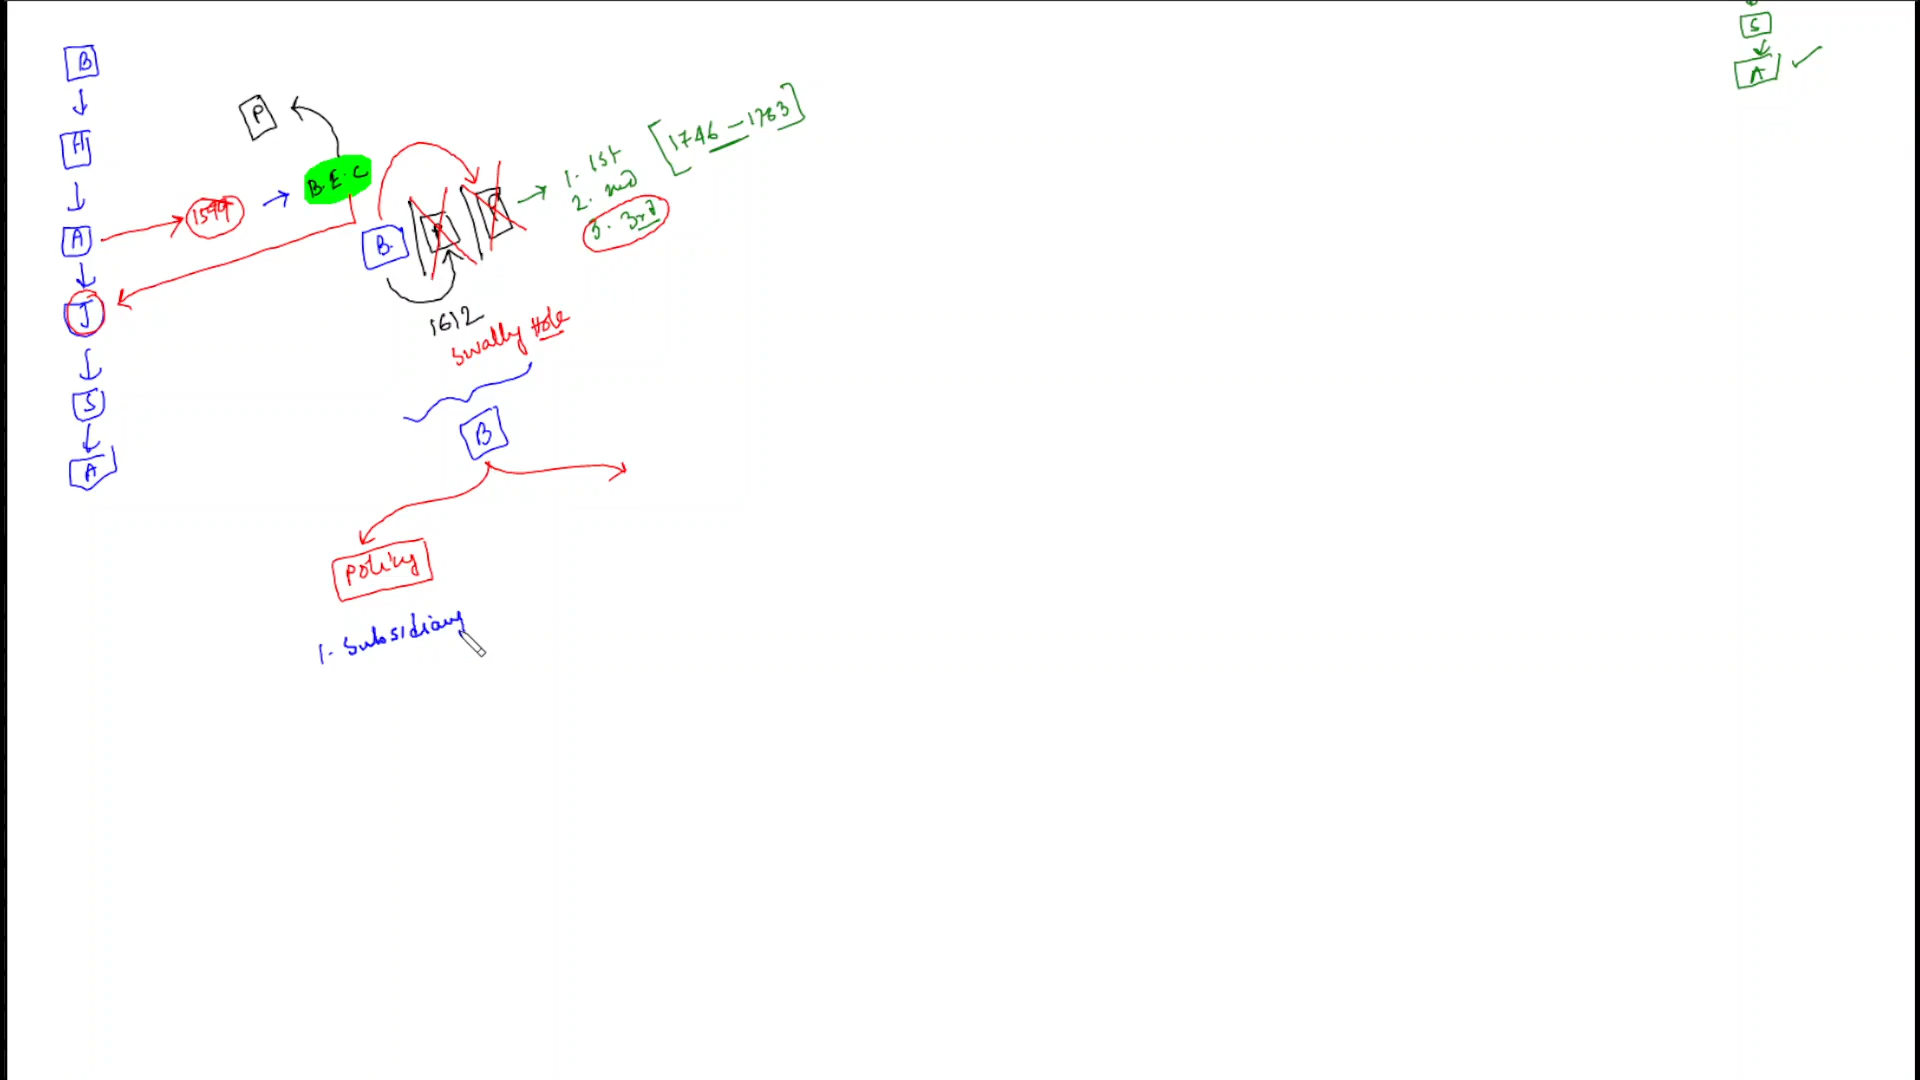 B
H
A
J
S
A
1599
P
B.E.C
B
P
1. 1st
2. 2nd
3. 3rd
[1746-1763]
1612
Swally Hole
B
Policy
1. Subsidiary
S
A